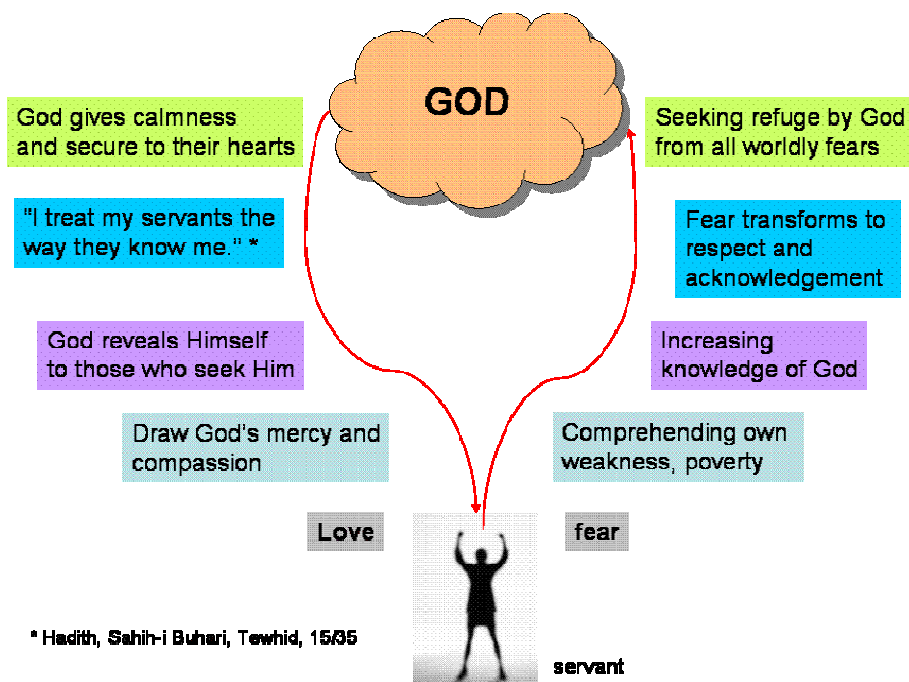 GOD
God gives calmness
and secure to their hearts
"I treat my servants the
way they know me." *
God reveals Himself
to those who seek Him
Draw God's mercy and
compassion
Love
Seeking refuge by God
from all worldly fears
Fear transforms to
respect and
acknowledgement
Increasing
knowledge of God
Comprehending own
weakness, poverty
fear
* Hadith, Sahih-i Buhari, Tewhid, 15/35
servant